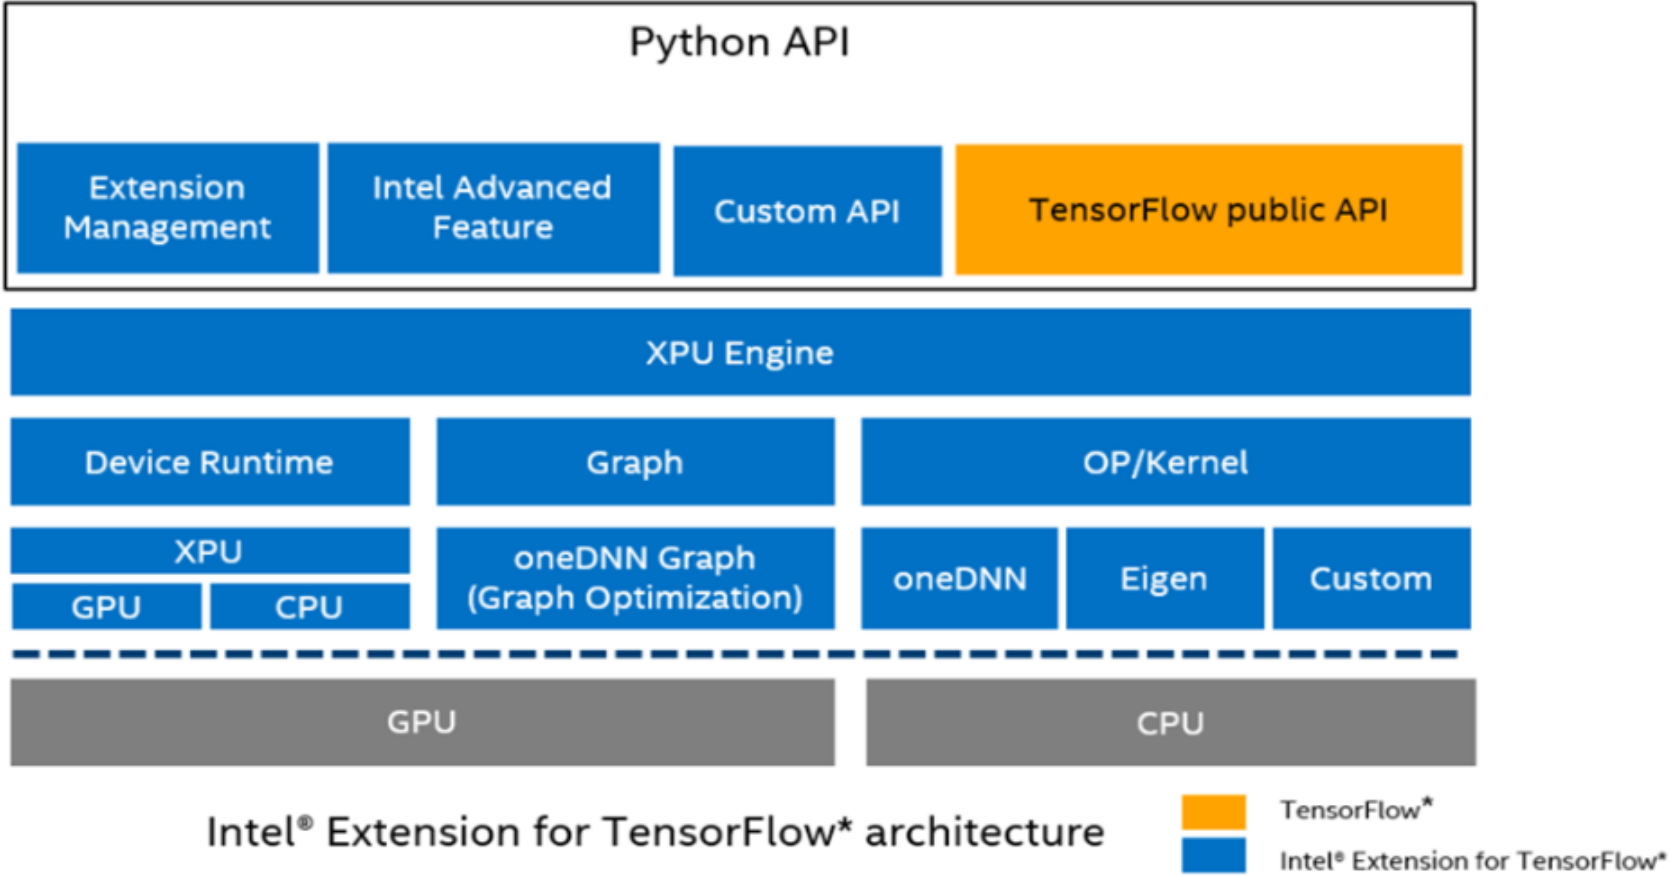 Python API
Extension
Management
Intel Advanced
Feature
Custom API
TensorFlow public API
XPU Engine
Device Runtime
Graph
OP/Kernel
XPU
GPU
CPU
oneDNN Graph
(Graph Optimization)
oneDNN
Eigen
Custom
GPU
CPU
Intel® Extension for TensorFlow* architecture
TensorFlow*
Intel® Extension for TensorFlow*